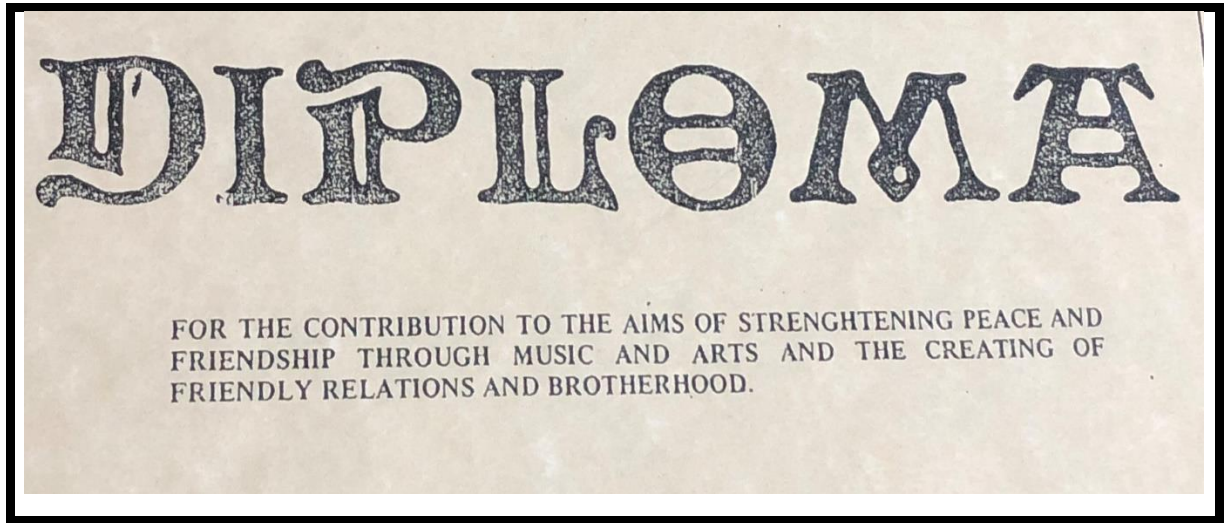 DIPLOMA
FOR THE CONTRIBUTION TO THE AIMS OF STRENGHTENING PEACE AND
FRIENDSHIP THROUGH MUSIC AND ARTS AND THE CREATING OF
FRIENDLY RELATIONS AND BROTHERHOOD.